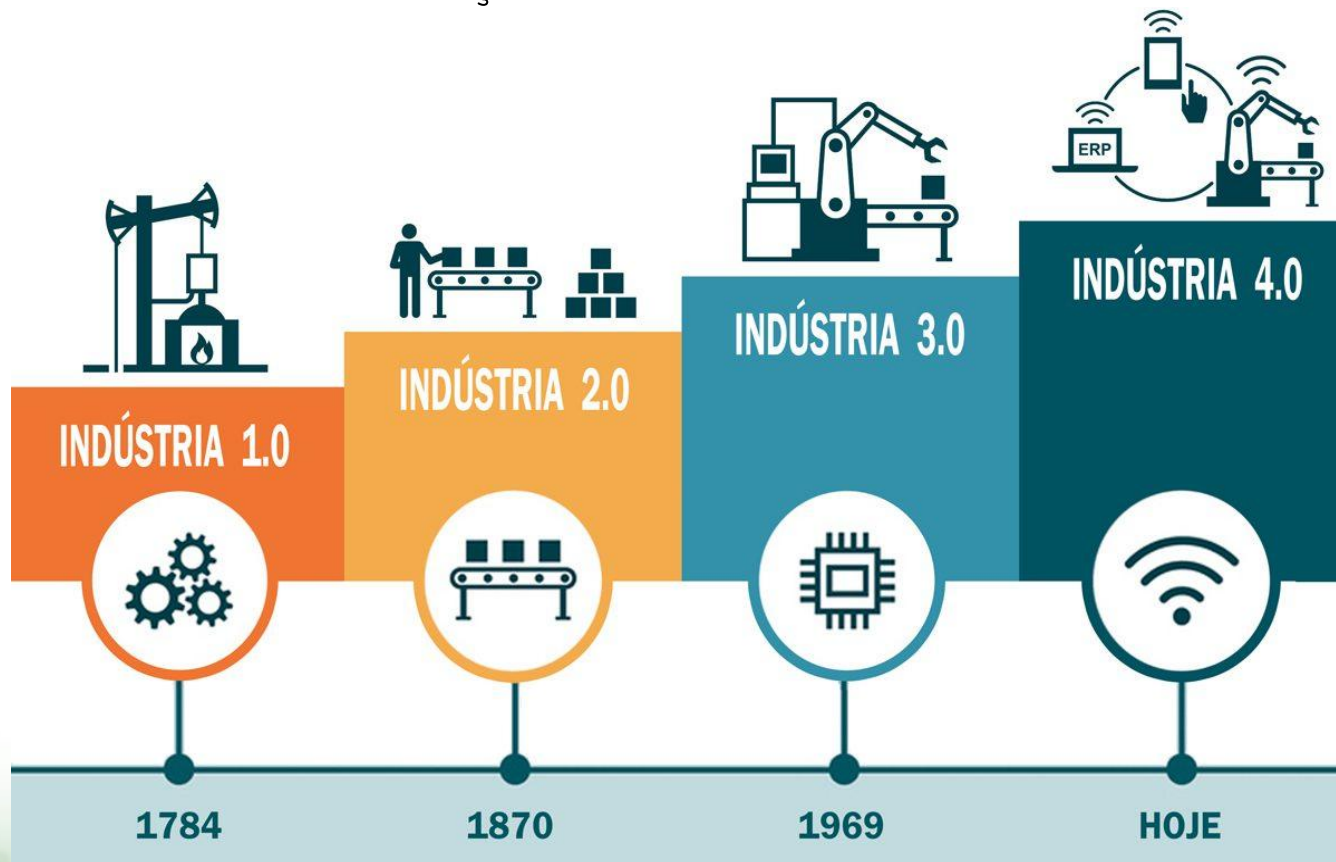 ERP
INDÚSTRIA 1.0
INDÚSTRIA 2.0
INDÚSTRIA 3.0
INDÚSTRIA 4.0
1784
1870
1969
HOJE